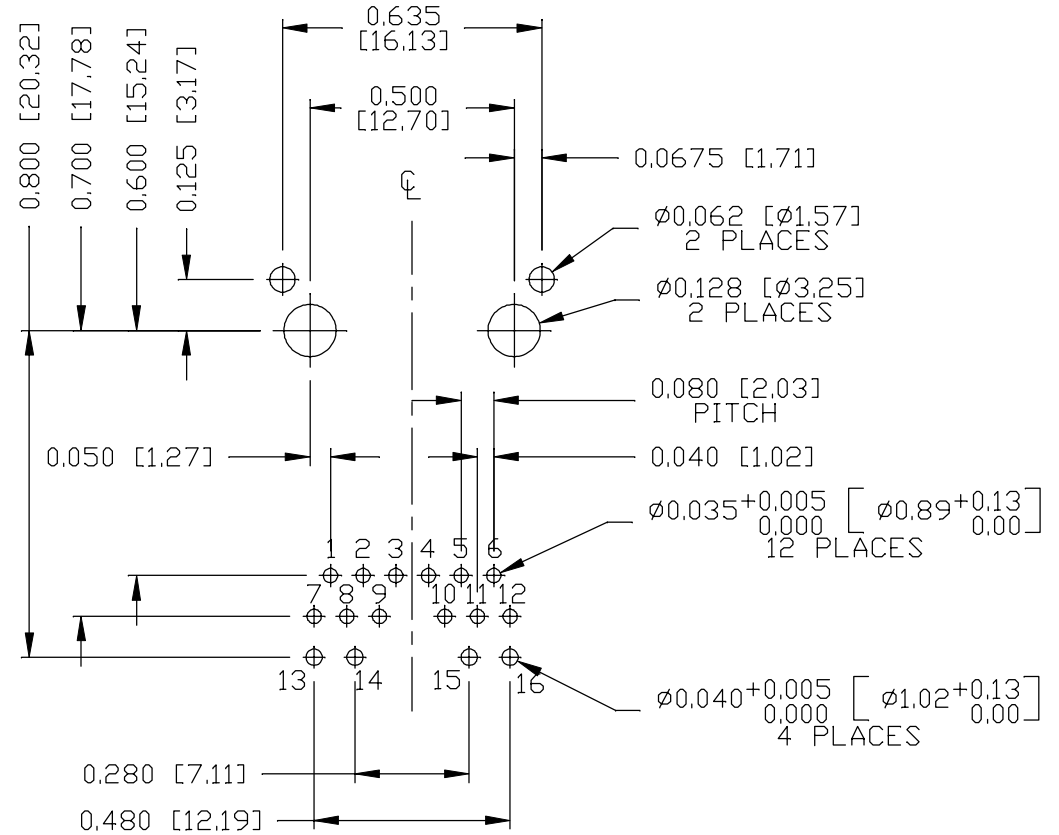 0.635
[16.13]
0.800 [20.32]
0.700 [17.78]
0.600 [15.24]
0.125 [3.17]
0.500
[12.70]
0.0675 [1.71]
℄
Ø0.062 [Ø1.57]
2 PLACES
Ø0.128 [Ø3.25]
2 PLACES
0.080 [2.03]
PITCH
0.050 [1.27]
0.040 [1.02]
Ø0.035+0.005 [Ø0.89+0.13]
0.000 0.00
12 PLACES
1 2 3 4 5 6
7 8 9 10 11 12
13 14 15 16
Ø0.040+0.005 [Ø1.02+0.13]
0.000 0.00
4 PLACES
0.280 [7.11]
0.480 [12.19]